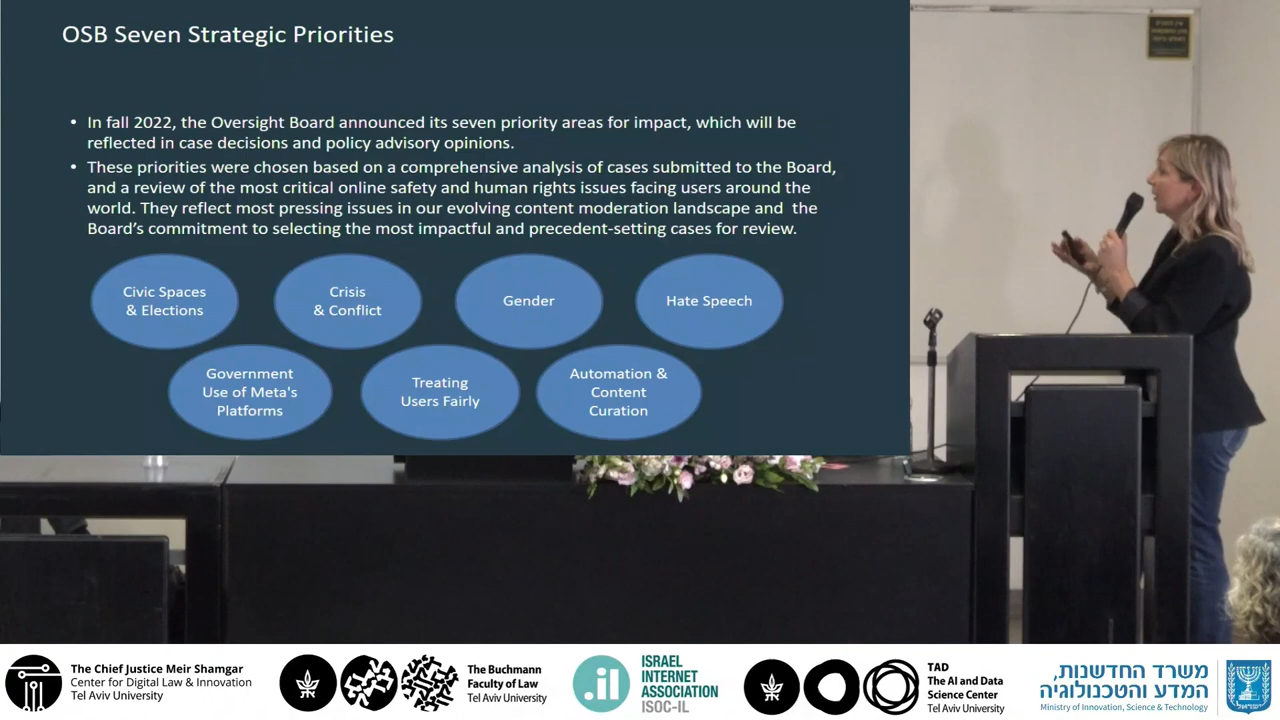 OSB Seven Strategic Priorities
• In fall 2022, the Oversight Board announced its seven priority areas for impact, which will be
reflected in case decisions and policy advisory opinions.
• These priorities were chosen based on a comprehensive analysis of cases submitted to the Board,
and a review of the most critical online safety and human rights issues facing users around the
world. They reflect most pressing issues in our evolving content moderation landscape and the
Board's commitment to selecting the most impactful and precedent-setting cases for review.
Civic Spaces
& Elections
Crisis
& Conflict
Gender
Hate Speech
Government
Use of Meta's
Platforms
Treating
Users Fairly
Automation &
Content
Curation
The Chief Justice Meir Shamgar
Center for Digital Law & Innovation
Tel Aviv University
The Buchmann
Faculty of Law
Tel Aviv University
.il
ISRAEL
INTERNET
ASSOCIATION
ISOC-IL
TAD
The AI and Data
Science Center
Tel Aviv University
משרד החדשנות,
המדע והטכנולוגיה
Ministry of Innovation, Science & Technology